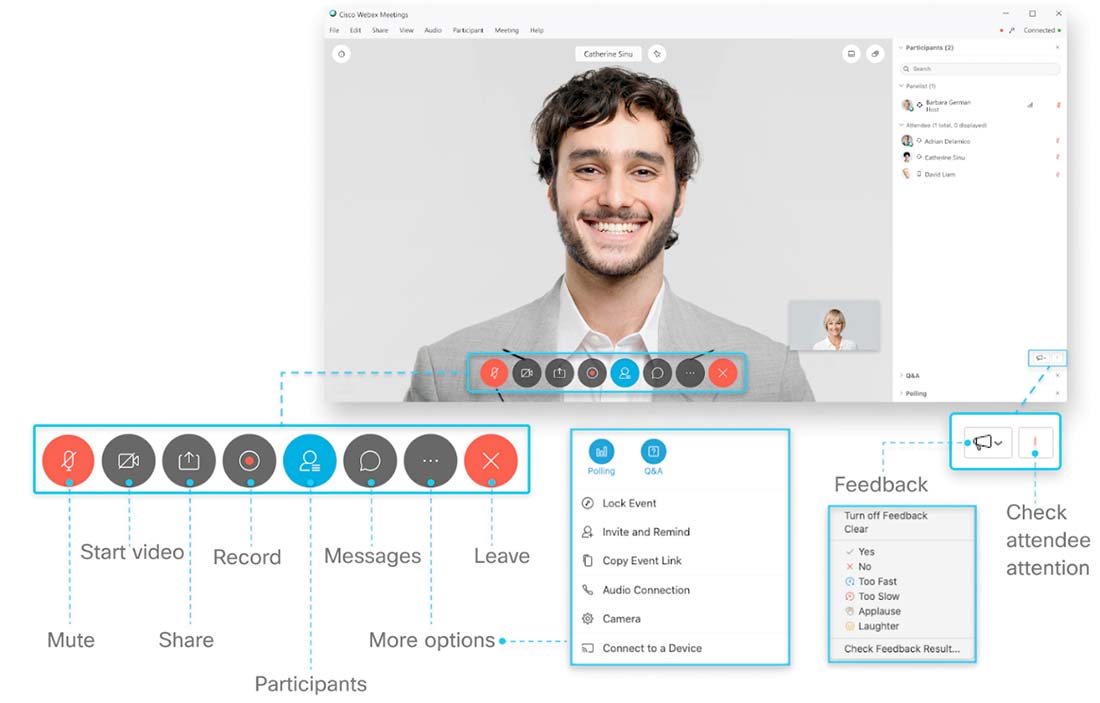 Cisco Webex Meetings
File Edit Share View Audio Participant Meeting Help
Connected
Catherine Sinu
Participants (2)
Search
Panelist (1)
Barbara German
Host
Attendee (1 total, 0 displayed)
Adrian Delamico
Catherine Sinu
David Liam
Q&A
Polling
Mute
Start video
Share
Record
Participants
Messages
More options
Leave
Polling
Q&A
Lock Event
Invite and Remind
Copy Event Link
Audio Connection
Camera
Connect to a Device
Feedback
Turn off Feedback
Clear
Yes
No
Too Fast
Too Slow
Applause
Laughter
Check Feedback Result...
Check
attendee
attention